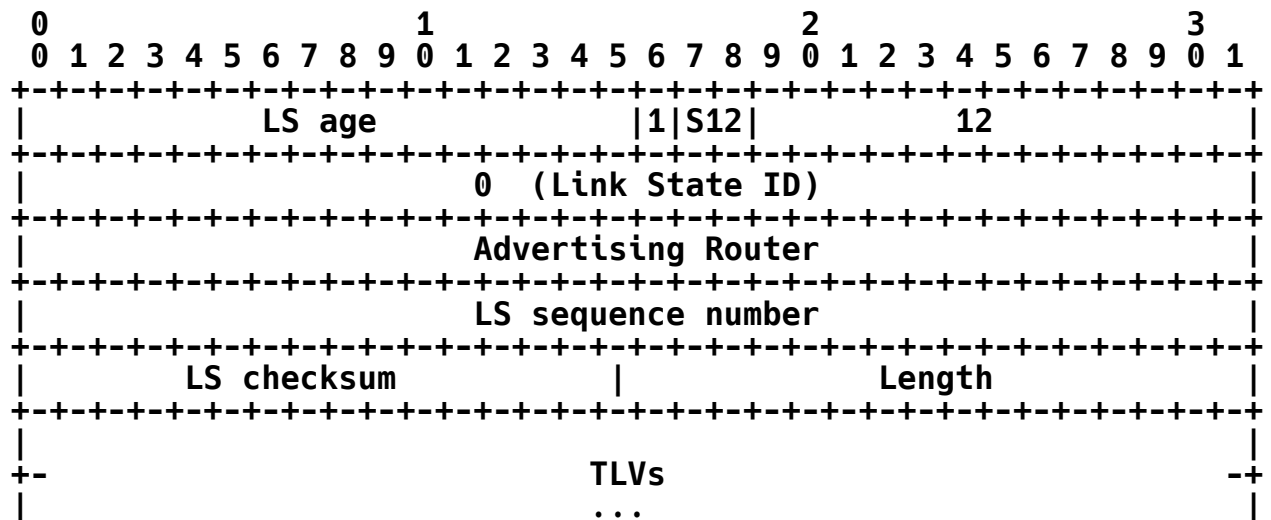 0                   1                   2                   3
 0 1 2 3 4 5 6 7 8 9 0 1 2 3 4 5 6 7 8 9 0 1 2 3 4 5 6 7 8 9 0 1
+-+-+-+-+-+-+-+-+-+-+-+-+-+-+-+-+-+-+-+-+-+-+-+-+-+-+-+-+-+-+-+-+
|            LS age             |1|S12|          12             |
+-+-+-+-+-+-+-+-+-+-+-+-+-+-+-+-+-+-+-+-+-+-+-+-+-+-+-+-+-+-+-+-+
|                       0  (Link State ID)                      |
+-+-+-+-+-+-+-+-+-+-+-+-+-+-+-+-+-+-+-+-+-+-+-+-+-+-+-+-+-+-+-+-+
|                       Advertising Router                      |
+-+-+-+-+-+-+-+-+-+-+-+-+-+-+-+-+-+-+-+-+-+-+-+-+-+-+-+-+-+-+-+-+
|                       LS sequence number                      |
+-+-+-+-+-+-+-+-+-+-+-+-+-+-+-+-+-+-+-+-+-+-+-+-+-+-+-+-+-+-+-+-+
|        LS checksum           |             Length             |
+-+-+-+-+-+-+-+-+-+-+-+-+-+-+-+-+-+-+-+-+-+-+-+-+-+-+-+-+-+-+-+-+
|                                                               |
+-                            TLVs                             -+
|                             ...                               |